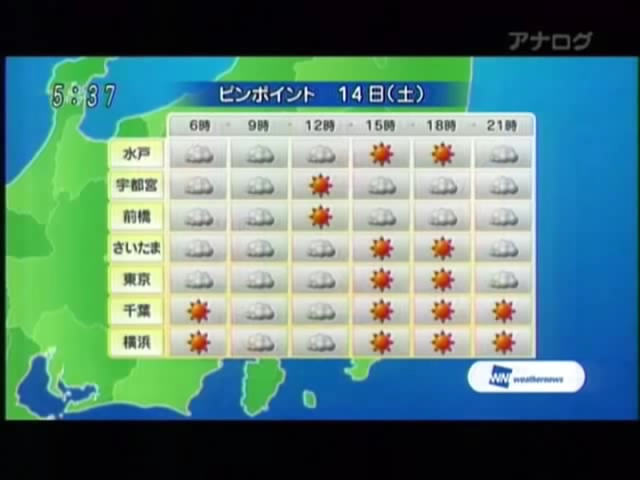 アナログ
5:37
ピンポイント 14日(土)
6時 9時 12時 15時 18時 21時
水戸
宇都宮
前橋
さいたま
東京
千葉
横浜
WN weathernews